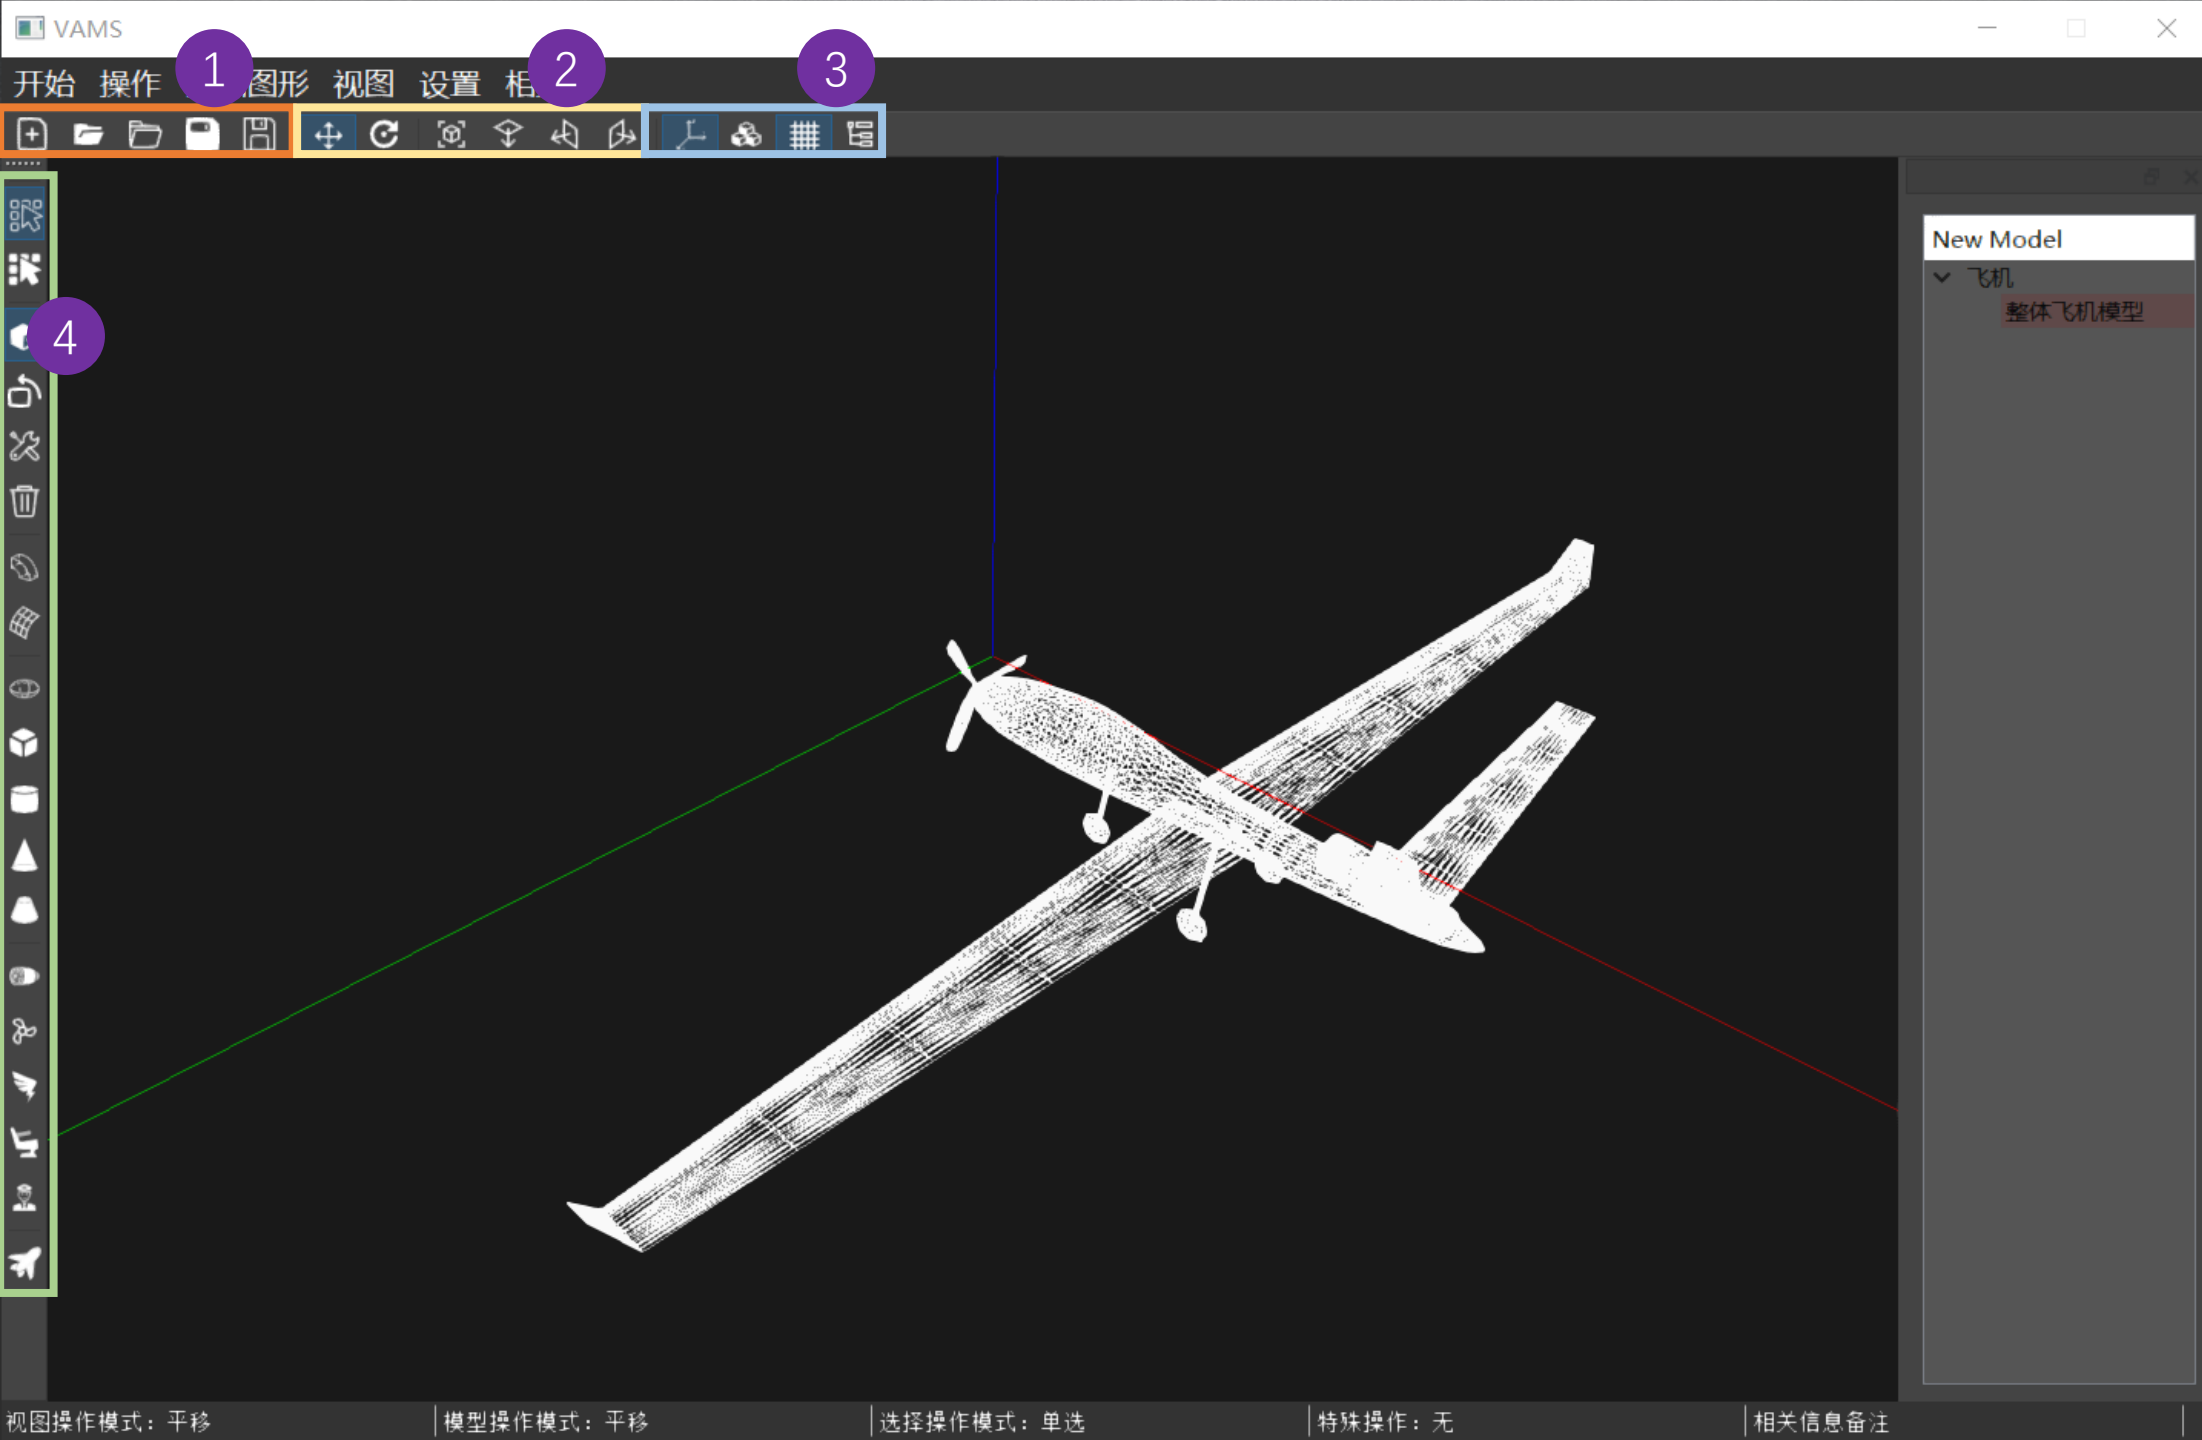 VAMS
开始 操作 图形 视图 设置 相
1
2
3
4
New Model
飞机
整体飞机模型
视图操作模式：平移
模型操作模式：平移
选择操作模式：单选
特殊操作：无
相关信息备注